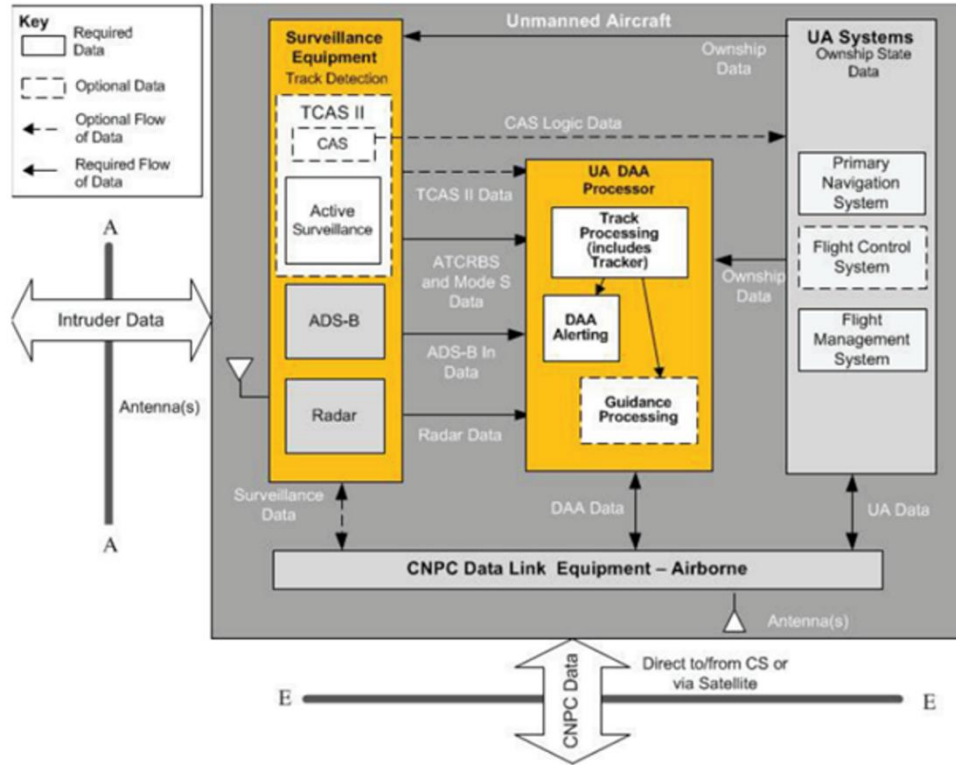 Key
Required
Data
Optional Data
Optional Flow
of Data
Required Flow
of Data
Unmanned Aircraft
Surveillance
Equipment
Track Detection
TCAS II
CAS
Active
Surveillance
ADS-B
Radar
Ownship
Data
CAS Logic Data
TCAS II Data
ATCRBS
and Mode S
Data
ADS-B In
Data
Radar Data
UA DAA
Processor
Track
Processing
(includes
Tracker)
DAA
Alerting
Guidance
Processing
Ownship
Data
UA Systems
Ownship State
Data
Primary
Navigation
System
Flight Control
System
Flight
Management
System
A
Intruder Data
Antenna(s)
A
Surveillance
Data
DAA Data
UA Data
CNPC Data Link Equipment – Airborne
Antenna(s)
CNPC Data
Direct to/from CS or
via Satellite
E
E